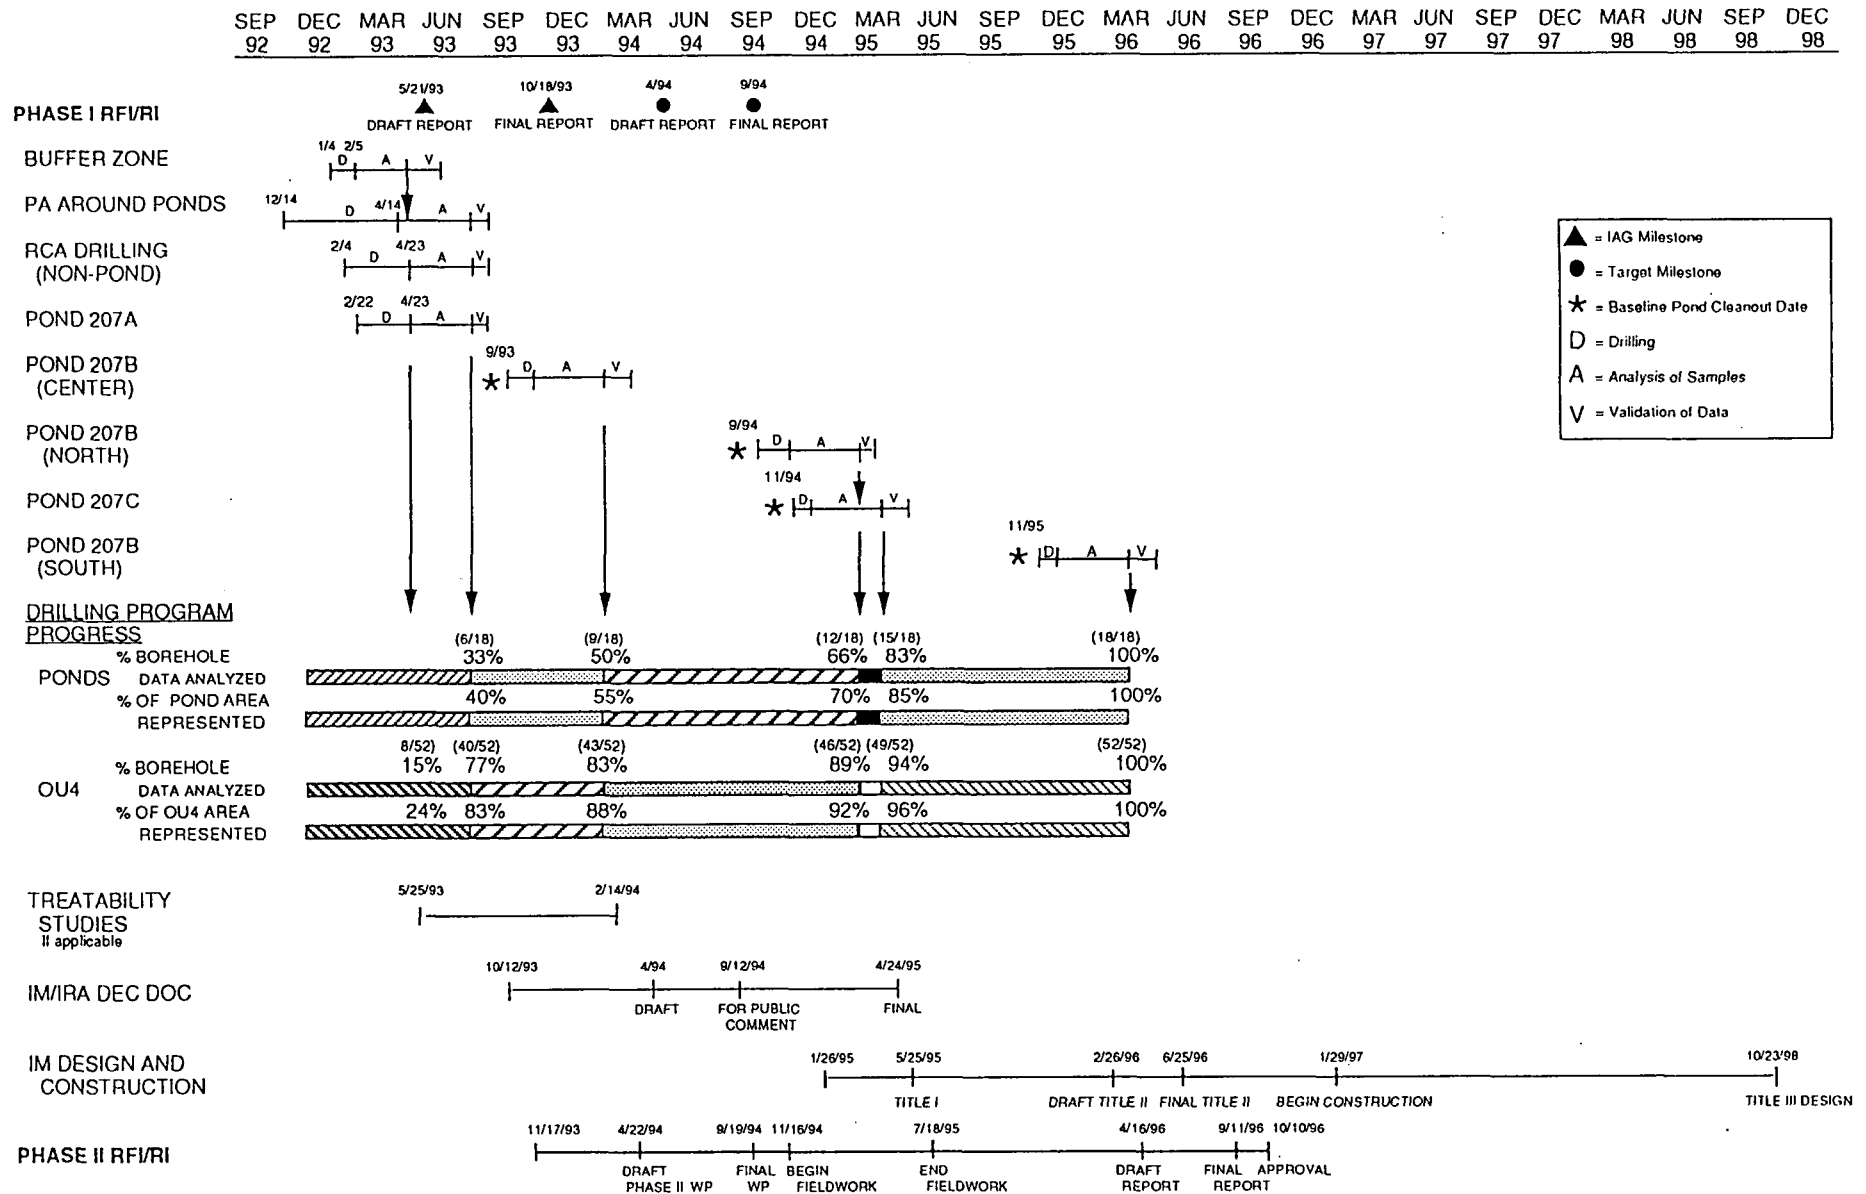 SEP DEC MAR JUN SEP DEC MAR JUN SEP DEC MAR JUN SEP DEC MAR JUN SEP DEC MAR JUN SEP DEC MAR JUN SEP DEC
92 92 93 93 93 93 94 94 94 94 95 95 95 95 96 96 96 96 97 97 97 97 98 98 98 98
5/21/93 10/18/93 4/94 9/94
PHASE I RFI/RI
DRAFT REPORT FINAL REPORT DRAFT REPORT FINAL REPORT
1/4 2/5
BUFFER ZONE D A V
12/14 4/14
PA AROUND PONDS D A V
2/4 4/23
RCA DRILLING D A V
(NON-POND)
2/22 4/23
POND 207A D A V
9/93
POND 207B D A V
(CENTER)
9/94
POND 207B D A V
(NORTH)
11/94
POND 207C D A V
11/95
POND 207B D A V
(SOUTH)
▲ = IAG Milestone
● = Target Milestone
* = Baseline Pond Cleanout Date
D = Drilling
A = Analysis of Samples
V = Validation of Data
DRILLING PROGRAM
PROGRESS
(6/18) (9/18) (12/18) (15/18) (18/18)
% BOREHOLE 33% 50% 66% 83% 100%
PONDS DATA ANALYZED
% OF POND AREA 40% 55% 70% 85% 100%
REPRESENTED
8/52) (40/52) (43/52) (46/52) (49/52) (52/52)
% BOREHOLE 15% 77% 83% 89% 94% 100%
OU4 DATA ANALYZED
% OF OU4 AREA 24% 83% 88% 92% 96% 100%
REPRESENTED
5/25/93 2/14/94
TREATABILITY
STUDIES
If applicable
10/12/93 4/94 9/12/94 4/24/95
IM/IRA DEC DOC
DRAFT FOR PUBLIC FINAL
COMMENT
1/26/95 5/25/95 2/26/96 6/25/96 1/29/97 10/23/98
IM DESIGN AND
CONSTRUCTION
TITLE I DRAFT TITLE II FINAL TITLE II BEGIN CONSTRUCTION TITLE III DESIGN
11/17/93 4/22/94 9/19/94 11/16/94 7/18/95 4/16/96 9/11/96 10/10/96
PHASE II RFI/RI
DRAFT FINAL BEGIN END DRAFT FINAL APPROVAL
PHASE II WP WP FIELDWORK FIELDWORK REPORT REPORT